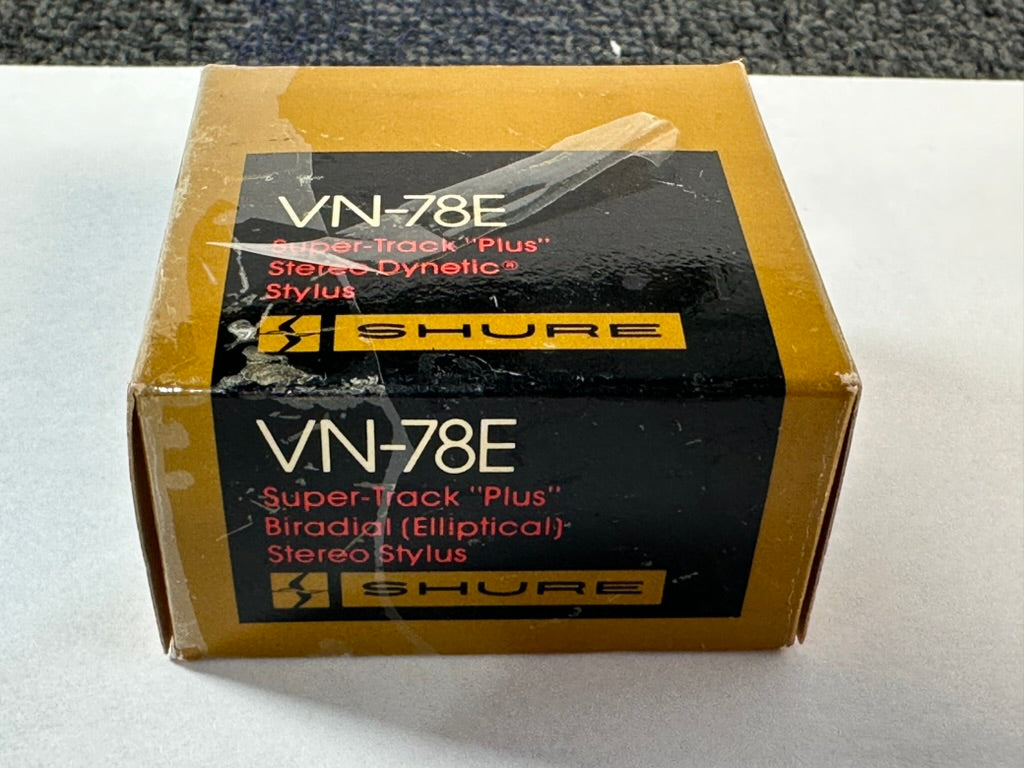 VN-78E
Super-Track "Plus"
Stereo Dynetic®
Stylus
SHURE
VN-78E
Super-Track "Plus"
Biradial (Elliptical)
Stereo Stylus
SHURE